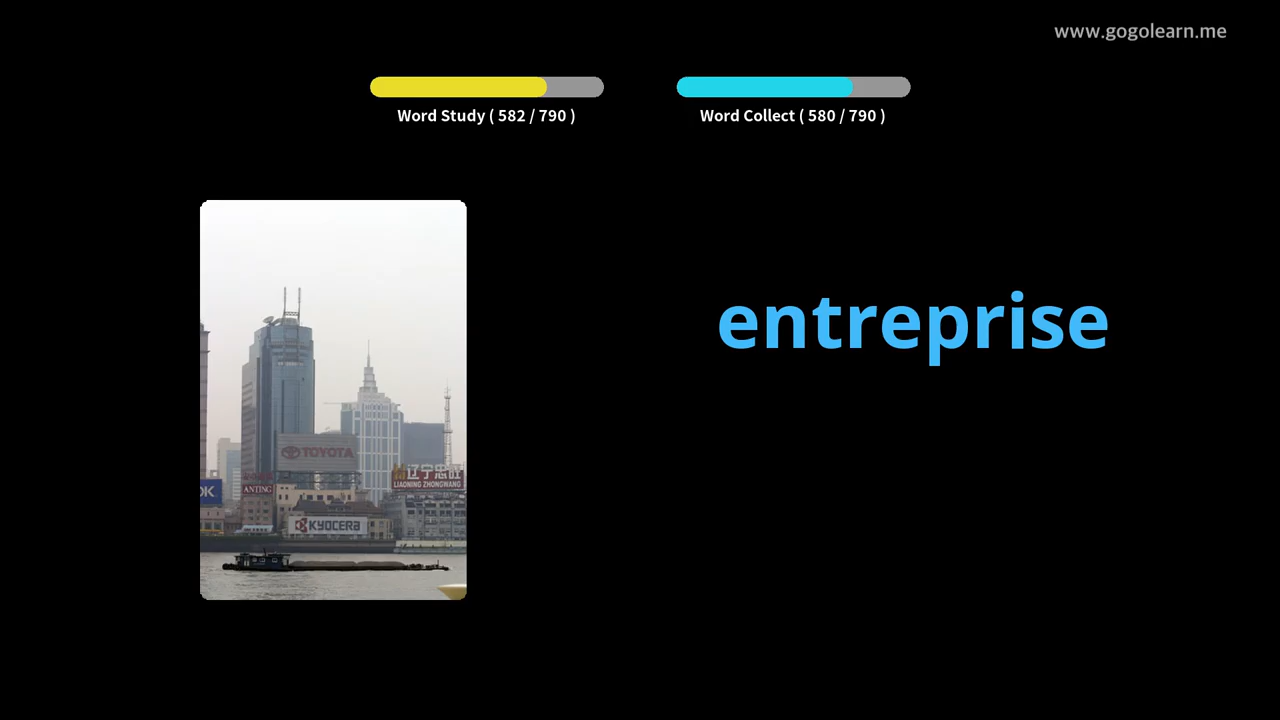 www.gogolearn.me
Word Study ( 582 / 790 )
Word Collect ( 580 / 790 )
entreprise
TOYOTA
辽宁忠旺
LIAONING ZHONGWANG
ANTING
KYOCERA